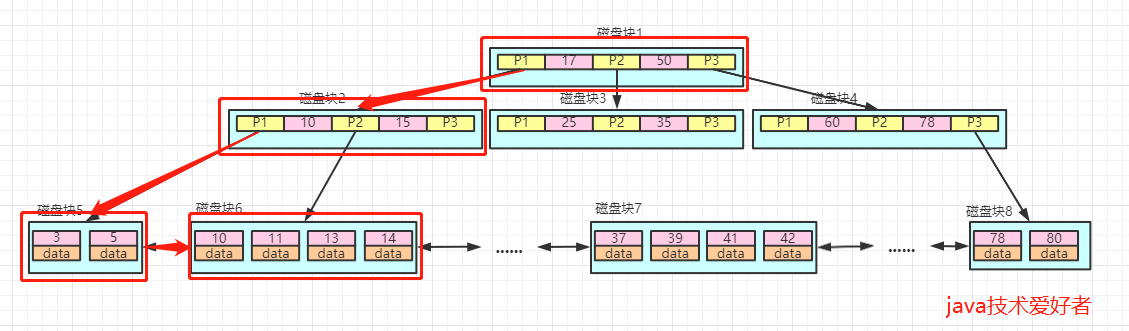 磁盘块1
P1 17 P2 50 P3
磁盘块2 磁盘块3 磁盘块4
P1 10 P2 15 P3 P1 25 P2 35 P3 P1 60 P2 78 P3
磁盘块5 磁盘块6 磁盘块7 磁盘块8
3 5 10 11 13 14 37 39 41 42 78 80
data data data data data data ...... data data data data ...... data data
java技术爱好者